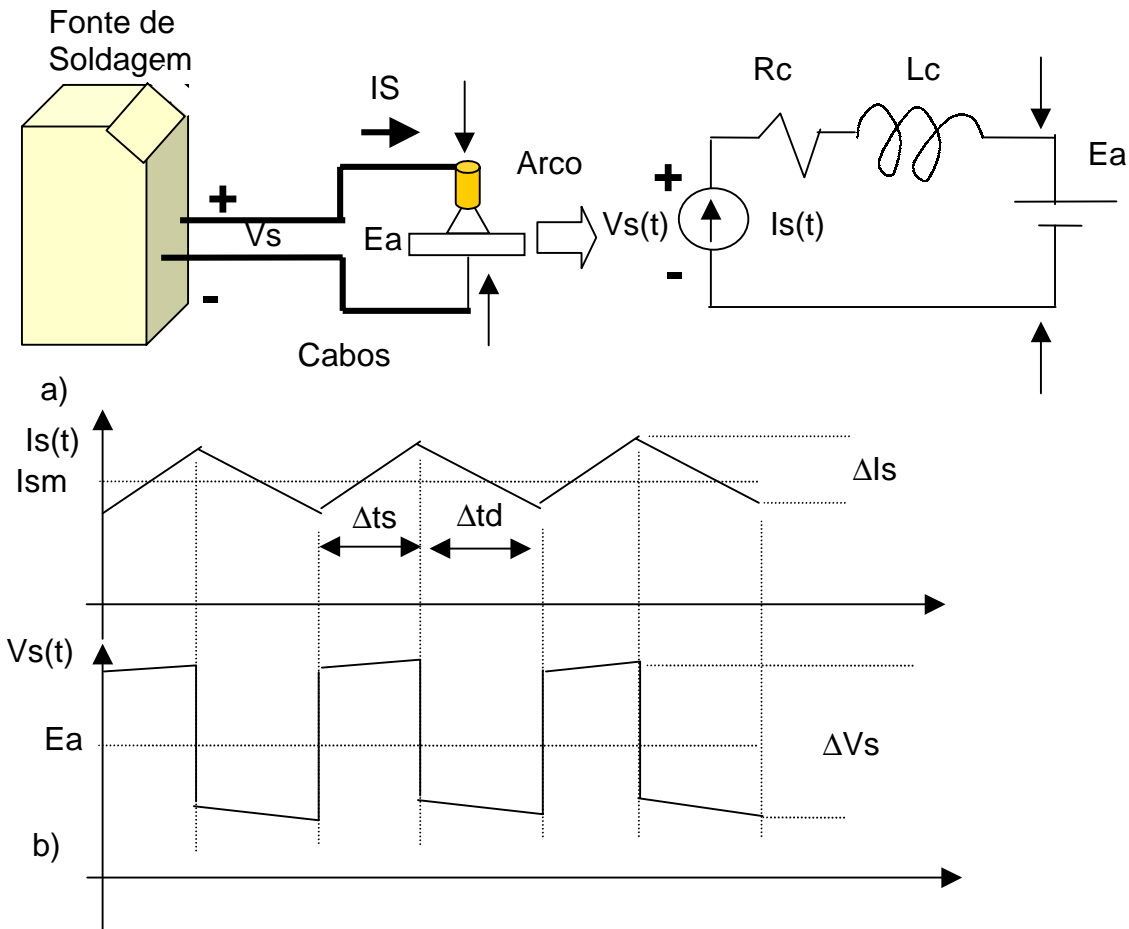 Fonte de
Soldagem
IS
+
Vs
-
Ea
Arco
Cabos
Rc
Lc
+
Vs(t)
-
Is(t)
Ea
a)
Is(t)
Ism
ΔIs
Δts
Δtd
Vs(t)
Ea
ΔVs
b)